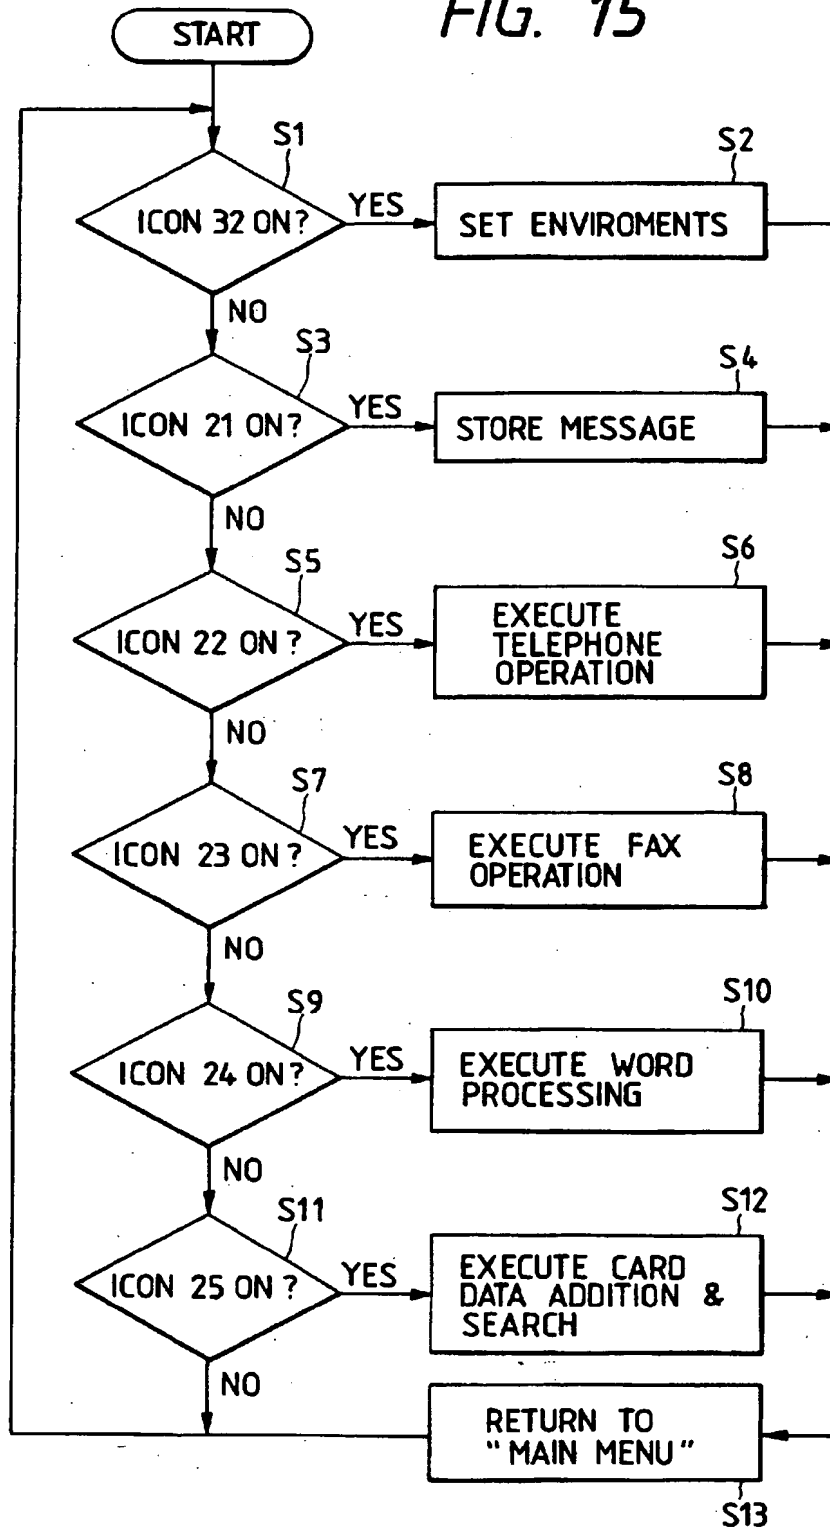 FIG. 15
START
S1
ICON 32 ON?
YES
S2
SET ENVIROMENTS
NO
S3
ICON 21 ON?
YES
S4
STORE MESSAGE
NO
S5
ICON 22 ON?
YES
S6
EXECUTE
TELEPHONE
OPERATION
NO
S7
ICON 23 ON?
YES
S8
EXECUTE FAX
OPERATION
NO
S9
ICON 24 ON?
YES
S10
EXECUTE WORD
PROCESSING
NO
S11
ICON 25 ON?
YES
S12
EXECUTE CARD
DATA ADDITION &
SEARCH
NO
RETURN TO
"MAIN MENU"
S13